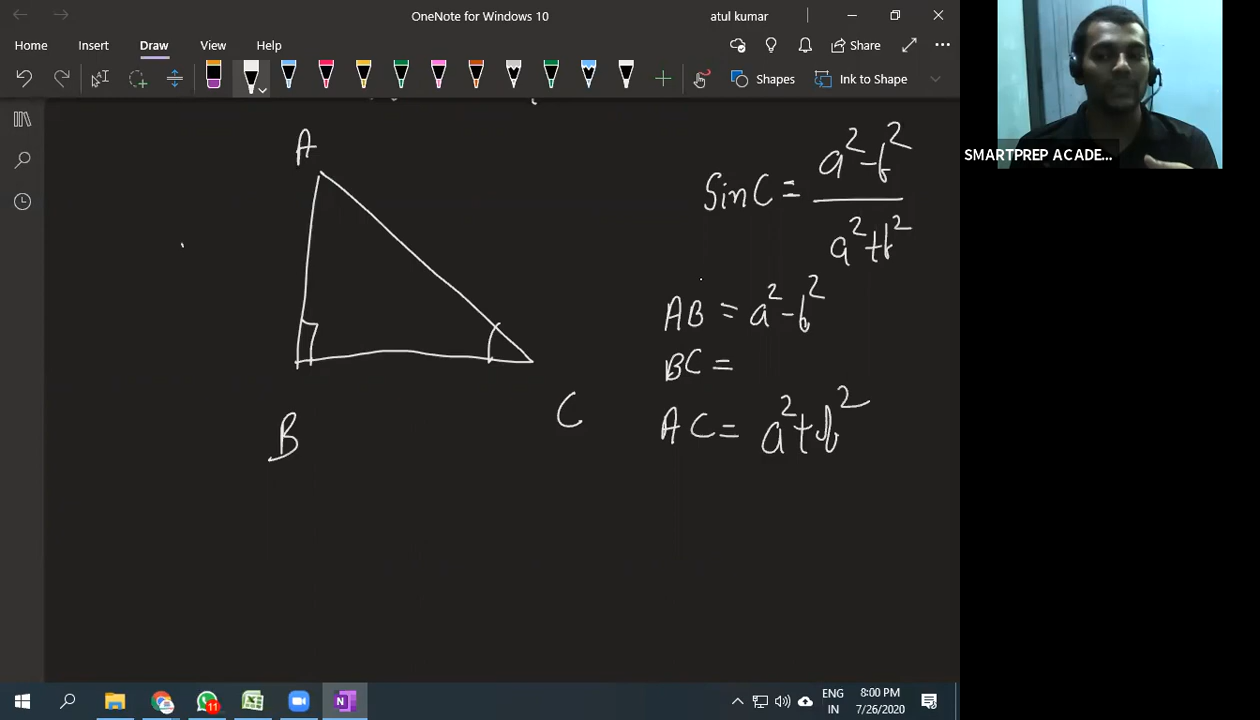 OneNote for Windows 10
atul kumar
Home Insert Draw View Help
Share
Shapes
Ink to Shape
SMARTPREP ACADE...
A
B
C
Sin C = a²-b²
a²+b²
AB = a²-b²
BC =
AC = a²+b²
11
N
ENG
IN
8:00 PM
7/26/2020